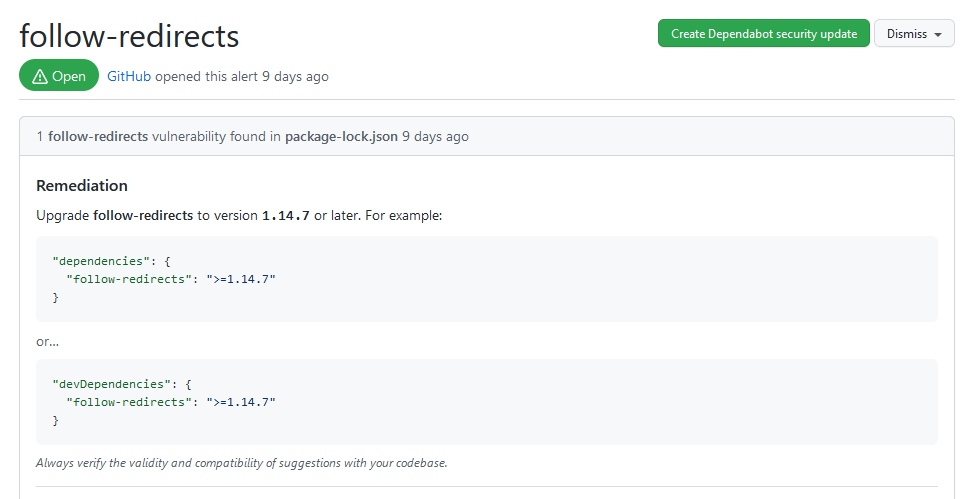 follow-redirects
Create Dependabot security update
Dismiss
Open
GitHub opened this alert 9 days ago
1 follow-redirects vulnerability found in package-lock.json 9 days ago
Remediation
Upgrade follow-redirects to version 1.14.7 or later. For example:
"dependencies": {
  "follow-redirects": ">=1.14.7"
}
or…
"devDependencies": {
  "follow-redirects": ">=1.14.7"
}
Always verify the validity and compatibility of suggestions with your codebase.